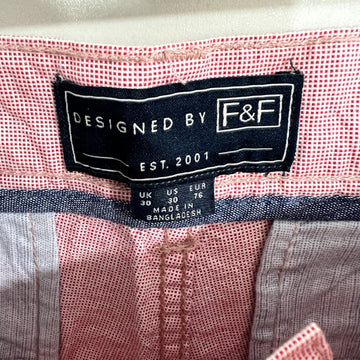 DESIGNED BY F&F
EST. 2001
UK US EUR
30 30 76
MADE IN
BANGLADESH